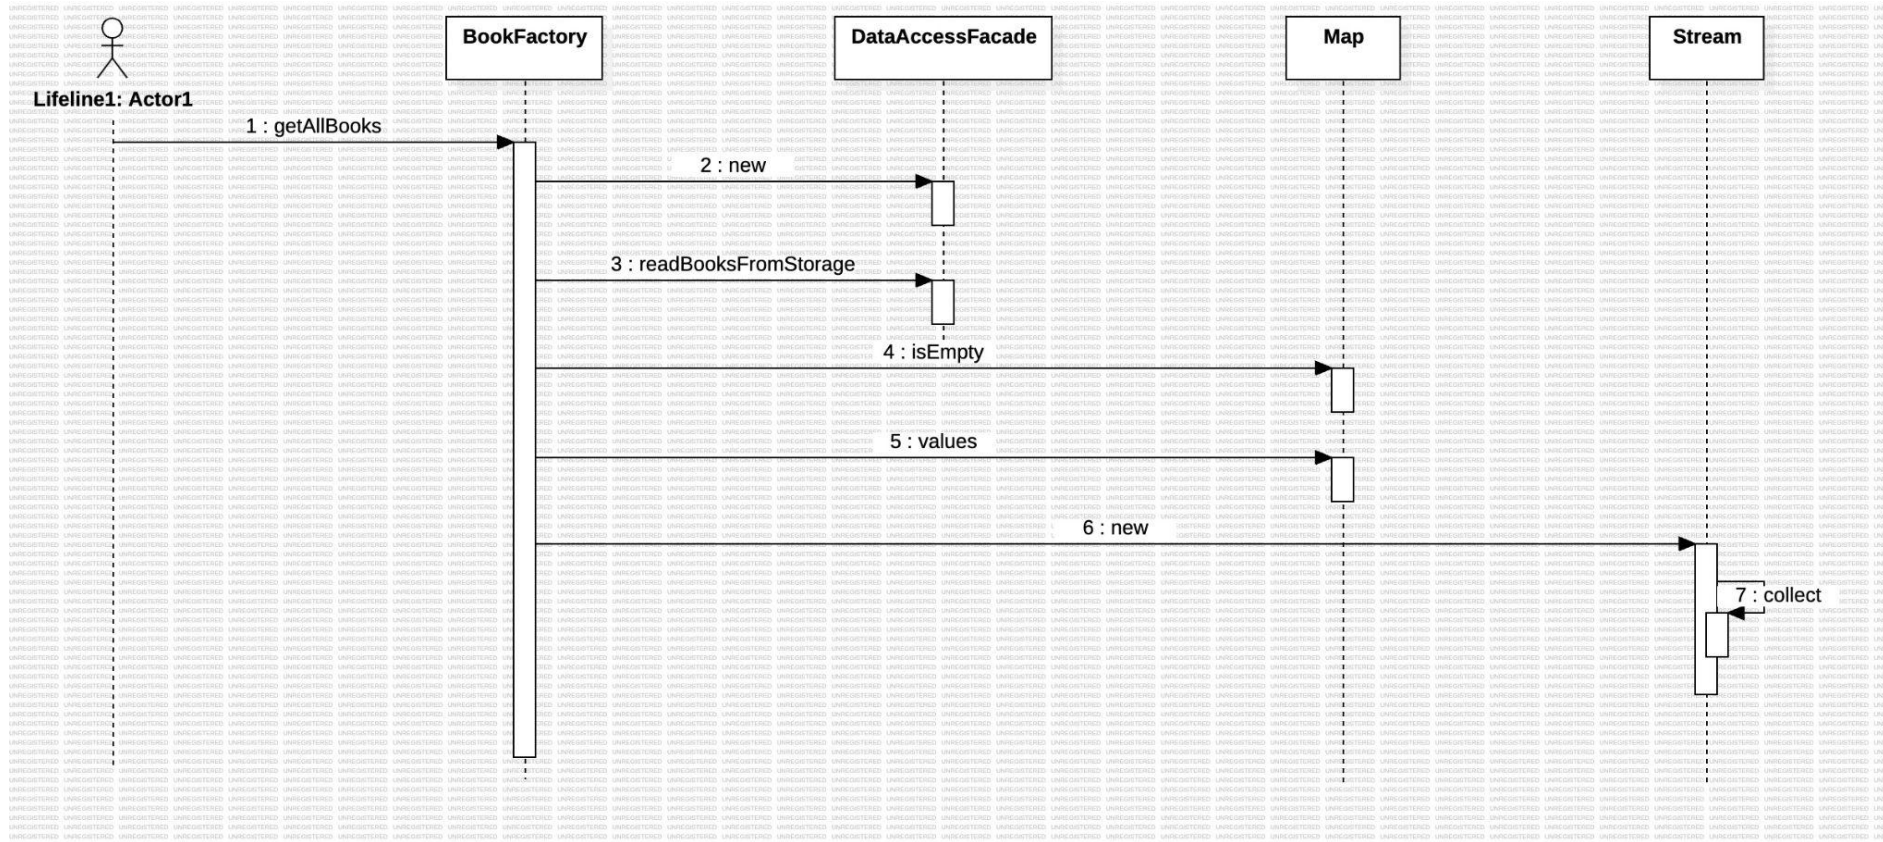 BookFactory
DataAccessFacade
Map
Stream
Lifeline1: Actor1
1 : getAllBooks
2 : new
3 : readBooksFromStorage
4 : isEmpty
5 : values
6 : new
7 : collect
UNREGISTERED